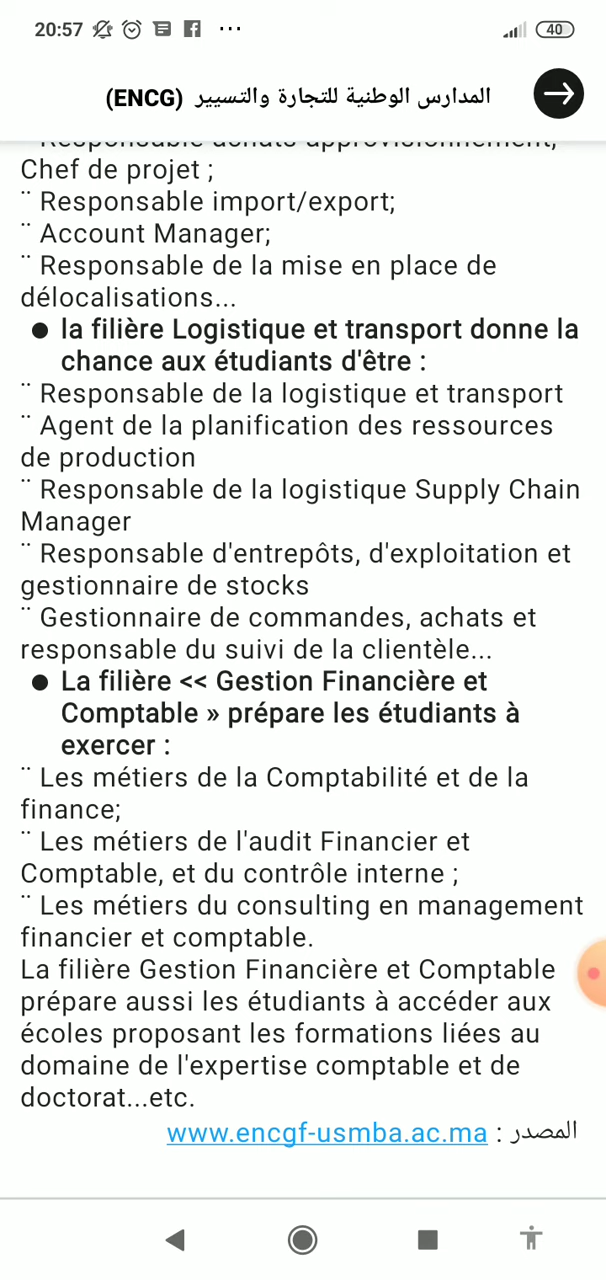 20:57
40
المدارس الوطنية للتجارة والتسيير (ENCG)
Responsable achats approvisionnement,
Chef de projet ;
¨ Responsable import/export;
¨ Account Manager;
¨ Responsable de la mise en place de
délocalisations...
● la filière Logistique et transport donne la
chance aux étudiants d'être :
¨ Responsable de la logistique et transport
¨ Agent de la planification des ressources
de production
¨ Responsable de la logistique Supply Chain
Manager
¨ Responsable d'entrepôts, d'exploitation et
gestionnaire de stocks
¨ Gestionnaire de commandes, achats et
responsable du suivi de la clientèle...
● La filière << Gestion Financière et
Comptable » prépare les étudiants à
exercer :
¨ Les métiers de la Comptabilité et de la
finance;
¨ Les métiers de l'audit Financier et
Comptable, et du contrôle interne ;
¨ Les métiers du consulting en management
financier et comptable.
La filière Gestion Financière et Comptable
prépare aussi les étudiants à accéder aux
écoles proposant les formations liées au
domaine de l'expertise comptable et de
doctorat...etc.
المصدر : www.encgf-usmba.ac.ma